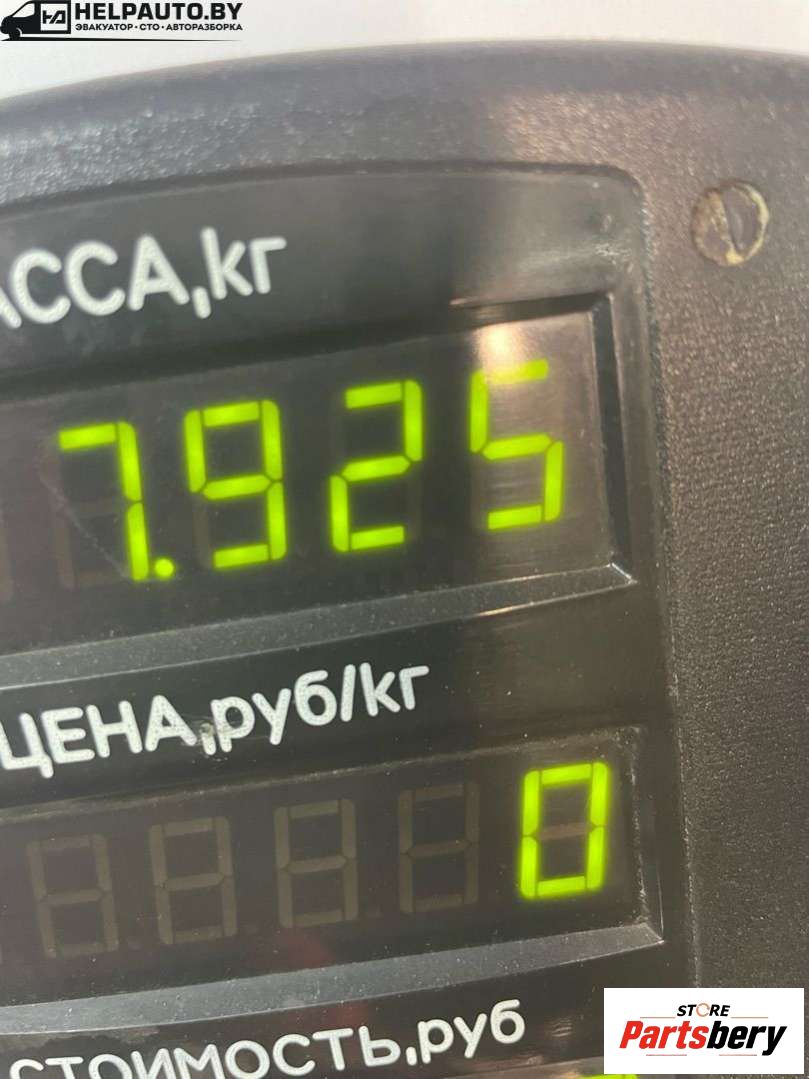 HELPAUTO.BY
ЭВАКУАТОР • СТО • АВТОРАЗБОРКА
АССА,кг
7.925
ЦЕНА,руб/кг
0
СТОИМОСТЬ,руб
STORE
Partsbery